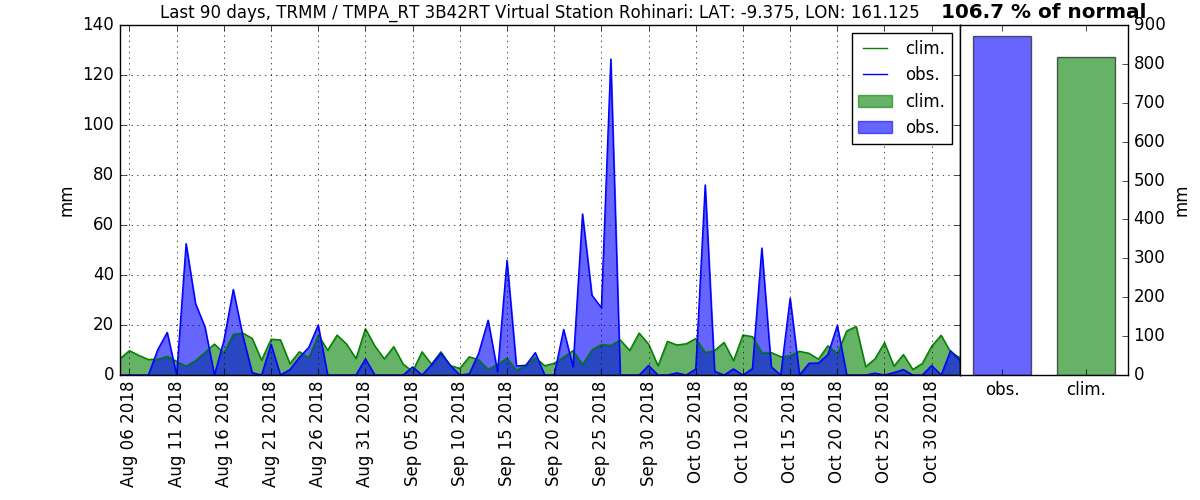 Last 90 days, TRMM / TMPA_RT 3B42RT Virtual Station Rohinari: LAT: -9.375, LON: 161.125
106.7 % of normal
140
120
100
80
60
40
20
0
mm
clim.
obs.
clim.
obs.
900
800
700
600
500
400
300
200
100
0
mm
Aug 06 2018
Aug 11 2018
Aug 16 2018
Aug 21 2018
Aug 26 2018
Aug 31 2018
Sep 05 2018
Sep 10 2018
Sep 15 2018
Sep 20 2018
Sep 25 2018
Sep 30 2018
Oct 05 2018
Oct 10 2018
Oct 15 2018
Oct 20 2018
Oct 25 2018
Oct 30 2018
obs.
clim.